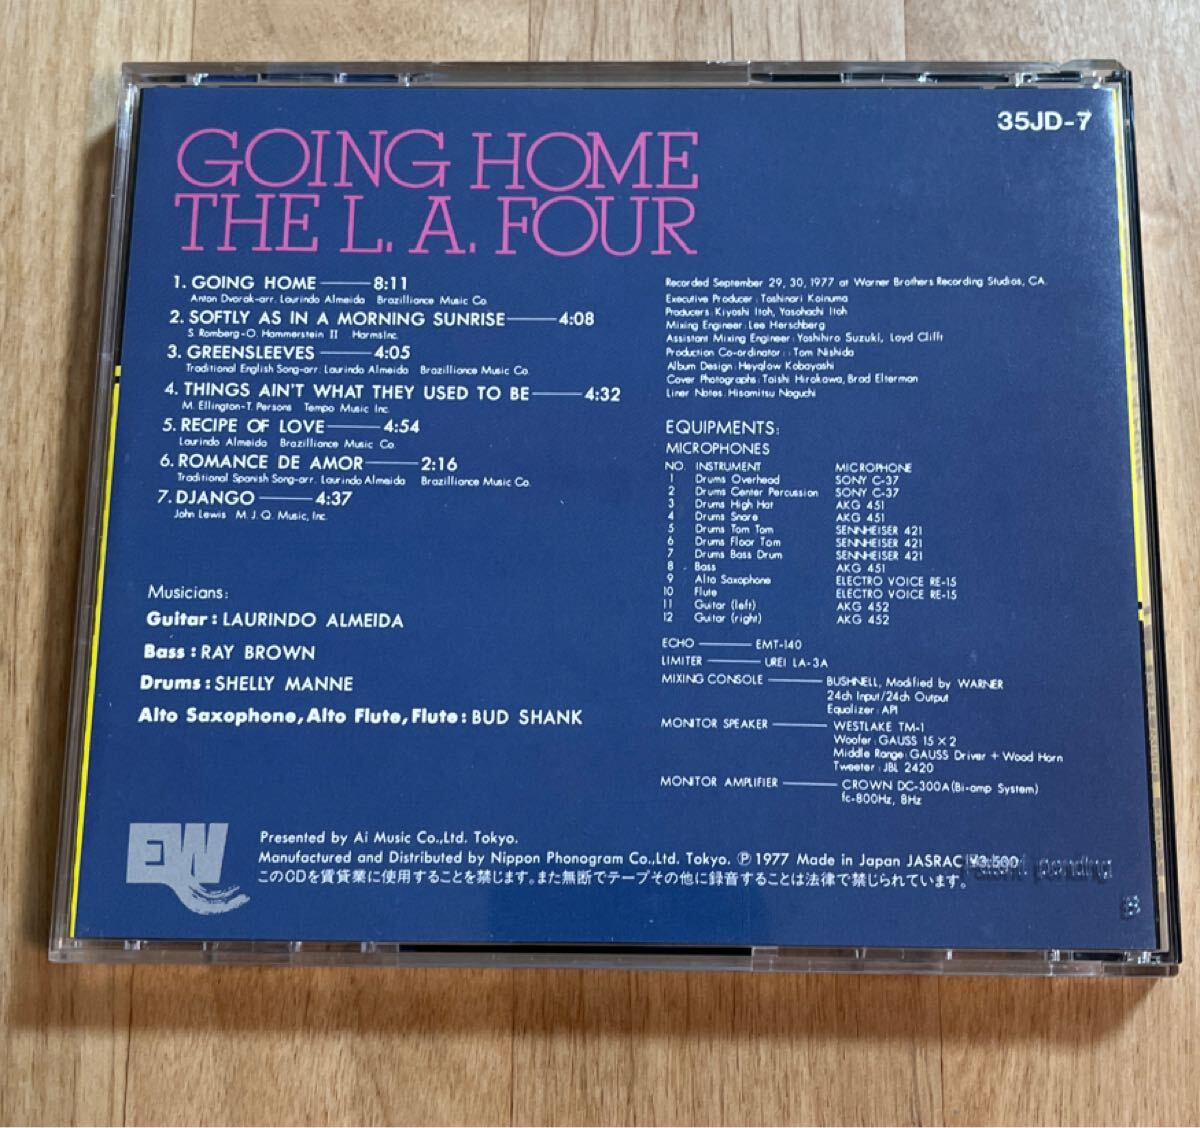 35JD-7
GOING HOME
THE L. A. FOUR
1. GOING HOME 8:11
Anton Dvorak-arr. Laurindo Almeida Brazilliance Music Co
2. SOFTLY AS IN A MORNING SUNRISE 4:08
S. Romberg-O. Hammerstein II Harms Inc.
3. GREENSLEEVES 4:05
Traditional English Song-arr. Laurindo Almeida Brazilliance Music Co.
4. THINGS AIN'T WHAT THEY USED TO BE 4:32
M. Ellington-T. Persons Tempo Music Inc.
5. RECIPE OF LOVE 4:54
Laurindo Almeida Brazilliance Music Co.
6. ROMANCE DE AMOR 2:16
Traditional Spanish Song-arr. Laurindo Almeida Brazilliance Music Co.
7. DJANGO 4:37
John Lewis M. J. Q. Music, Inc.
Musicians:
Guitar: LAURINDO ALMEIDA
Bass: RAY BROWN
Drums: SHELLY MANNE
Alto Saxophone, Alto Flute, Flute: BUD SHANK
Recorded September 29, 30, 1977 at Warner Brothers Recording Studios, CA.
Executive Producer: Toshinari Koinuma
Producers: Kiyoshi Itoh, Yasohachi Itoh
Mixing Engineer: Lee Herschberg
Assistant Mixing Engineer: Yoshihiro Suzuki, Loyd Clifft
Production Co-ordinator: Tom Nishida
Album Design: Heyqlow Kobayashi
Cover Photographs: Taishi Hirokawa, Brad Elterman
Liner Notes: Hisamitsu Noguchi
EQUIPMENTS:
MICROPHONES
NO. INSTRUMENT MICROPHONE
1 Drums Overhead SONY C-37
2 Drums Center Percussion SONY C-37
3 Drums High Hat AKG 451
4 Drums Snare AKG 451
5 Drums Tom Tom SENNHEISER 421
6 Drums Floor Tom SENNHEISER 421
7 Drums Bass Drum SENNHEISER 421
8 Bass AKG 451
9 Alto Saxophone ELECTRO VOICE RE-15
10 Flute ELECTRO VOICE RE-15
11 Guitar (left) AKG 452
12 Guitar (right) AKG 452
ECHO EMT-140
LIMITER UREI LA-3A
MIXING CONSOLE BUSHNELL, Modified by WARNER
24ch Input/24ch Output
Equalizer: API
MONITOR SPEAKER WESTLAKE TM-1
Woofer: GAUSS 15 × 2
Middle Range: GAUSS Driver + Wood Horn
Tweeter: JBL 2420
MONITOR AMPLIFIER CROWN DC-300A (Bi-amp System)
fc-800Hz, 8Hz
EW
Presented by Ai Music Co.,Ltd. Tokyo.
Manufactured and Distributed by Nippon Phonogram Co.,Ltd. Tokyo. Ⓟ 1977 Made in Japan JASRAC ¥3,500
このCDを賃貸業に使用することを禁じます。また無断でテープその他に録音することは法律で禁じられています。
Patent pending